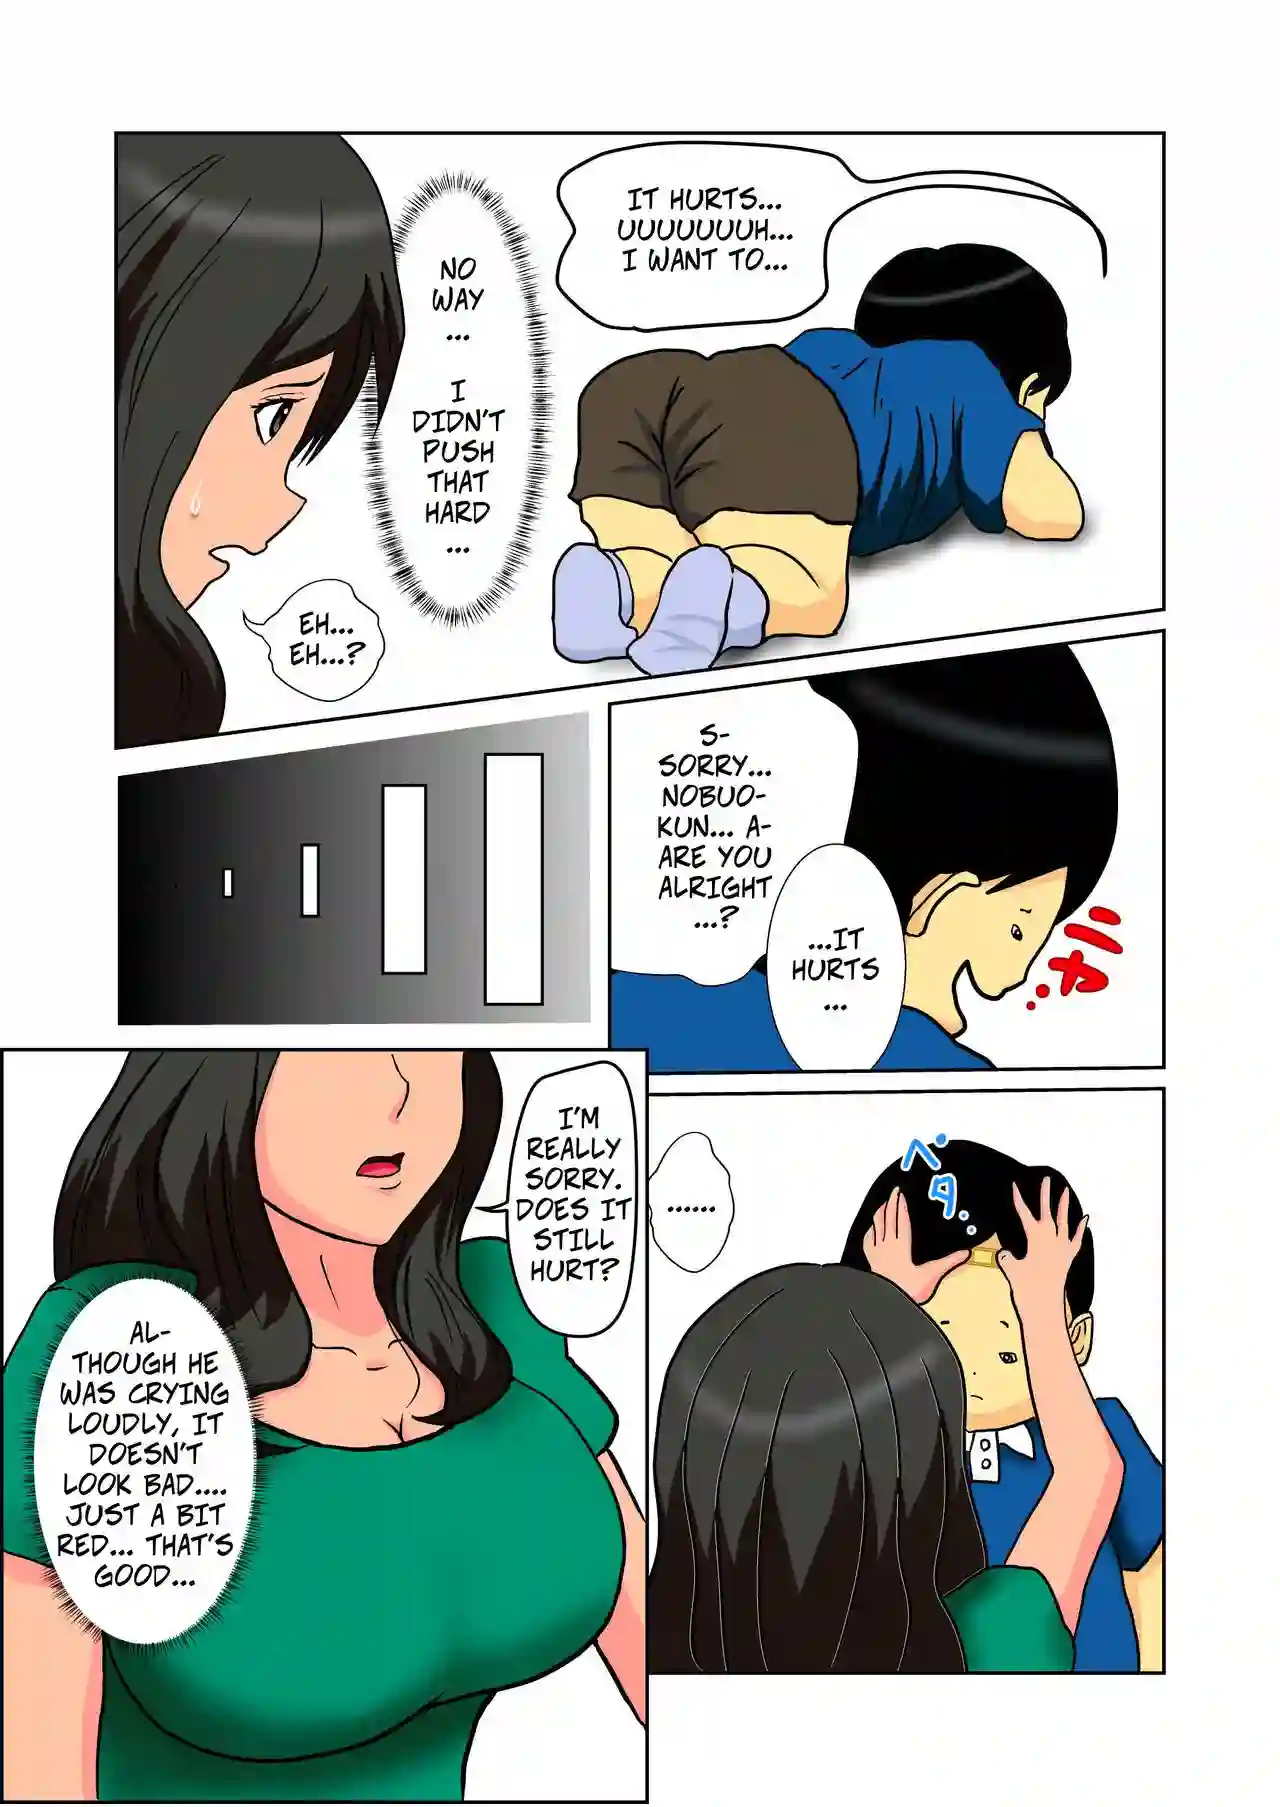 IT HURTS...
UUUUUUUH...
I WANT TO...
NO
WAY
...
I
DIDN'T
PUSH
THAT
HARD
...
EH...
EH...?
S-
SORRY...
NOBUO-
KUN... A-
ARE YOU
ALRIGHT
...?
...IT
HURTS
...
ニヤ..
ペタ..
......
I'M
REALLY
SORRY.
DOES IT
STILL
HURT?
AL-
THOUGH HE
WAS CRYING
LOUDLY, IT
DOESN'T
LOOK BAD....
JUST A BIT
RED... THAT'S
GOOD...